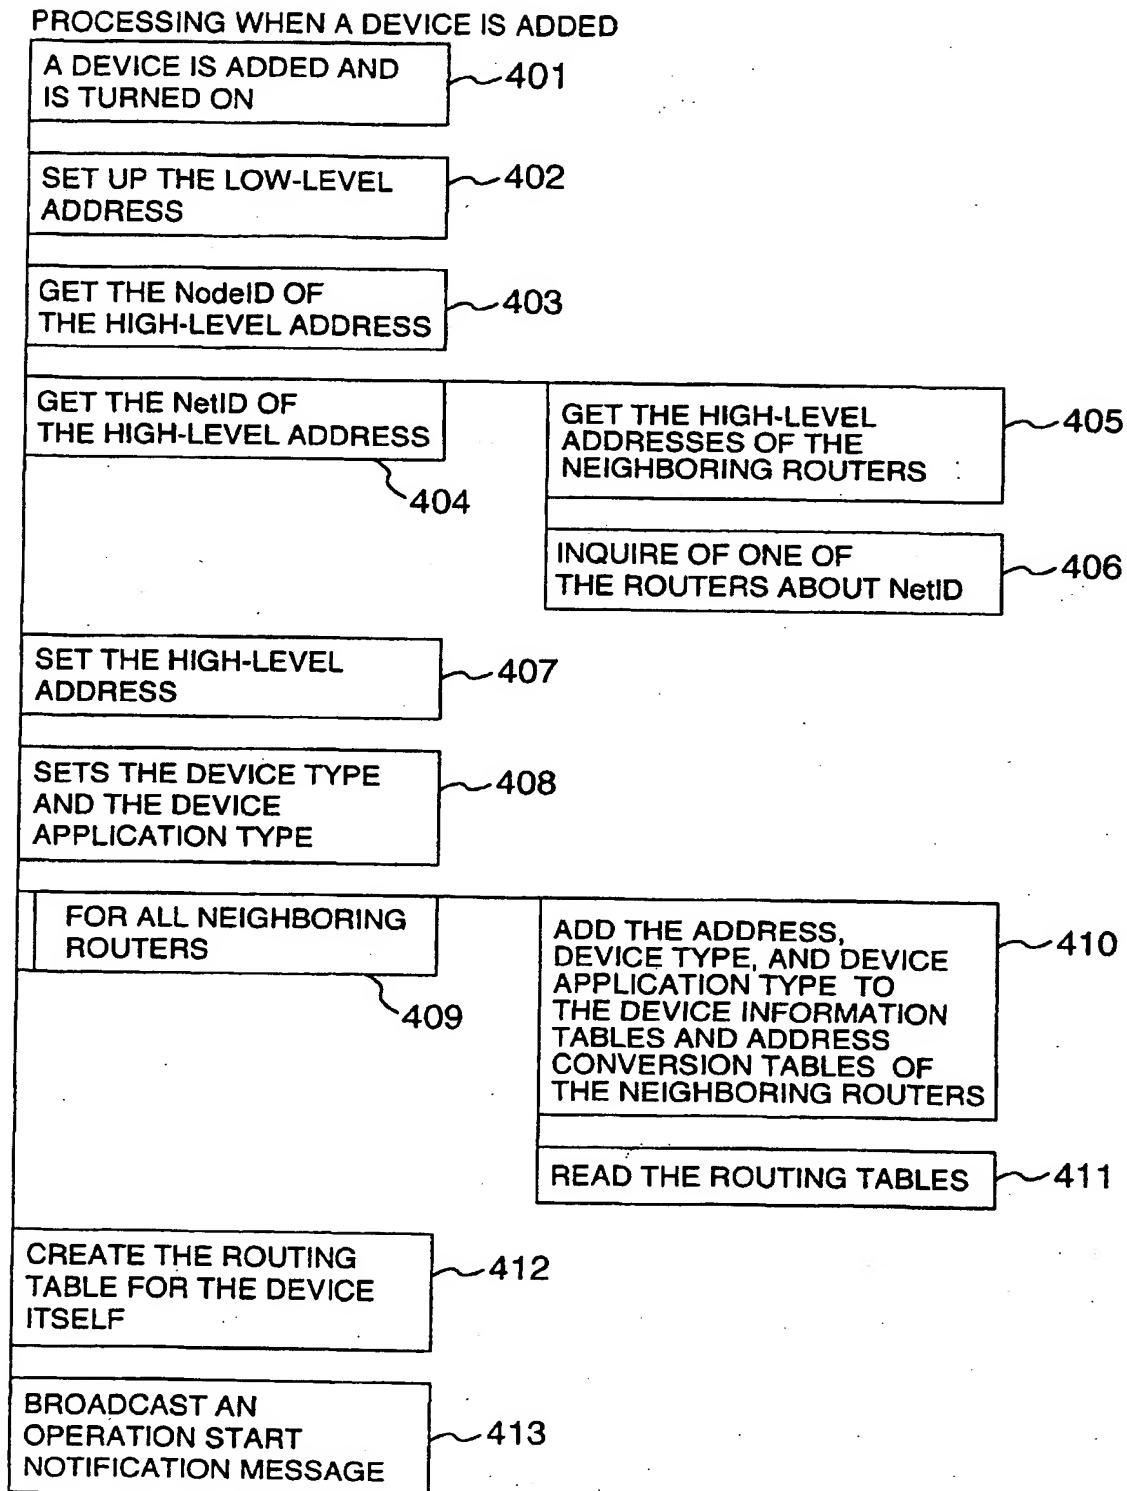 PROCESSING WHEN A DEVICE IS ADDED
A DEVICE IS ADDED AND
IS TURNED ON
401
SET UP THE LOW-LEVEL
ADDRESS
402
GET THE NodeID OF
THE HIGH-LEVEL ADDRESS
403
GET THE NetID OF
THE HIGH-LEVEL ADDRESS
404
GET THE HIGH-LEVEL
ADDRESSES OF THE
NEIGHBORING ROUTERS
405
INQUIRE OF ONE OF
THE ROUTERS ABOUT NetID
406
SET THE HIGH-LEVEL
ADDRESS
407
SETS THE DEVICE TYPE
AND THE DEVICE
APPLICATION TYPE
408
FOR ALL NEIGHBORING
ROUTERS
409
ADD THE ADDRESS,
DEVICE TYPE, AND DEVICE
APPLICATION TYPE TO
THE DEVICE INFORMATION
TABLES AND ADDRESS
CONVERSION TABLES OF
THE NEIGHBORING ROUTERS
410
READ THE ROUTING TABLES
411
CREATE THE ROUTING
TABLE FOR THE DEVICE
ITSELF
412
BROADCAST AN
OPERATION START
NOTIFICATION MESSAGE
413